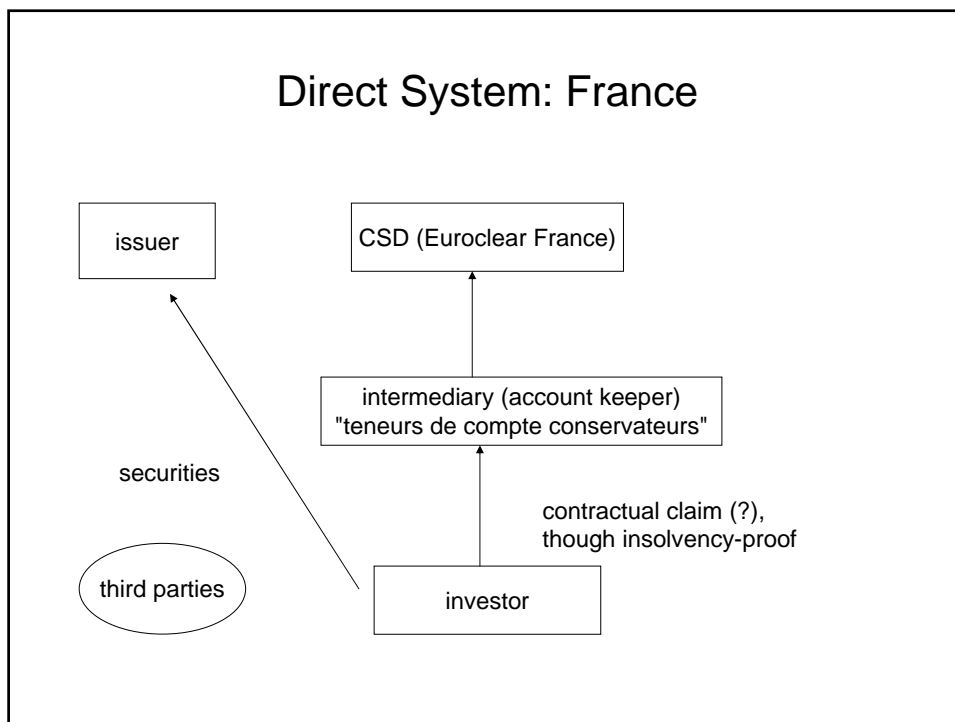 Direct System: France
issuer
CSD (Euroclear France)
intermediary (account keeper)
"teneurs de compte conservateurs"
securities
contractual claim (?),
though insolvency-proof
third parties
investor